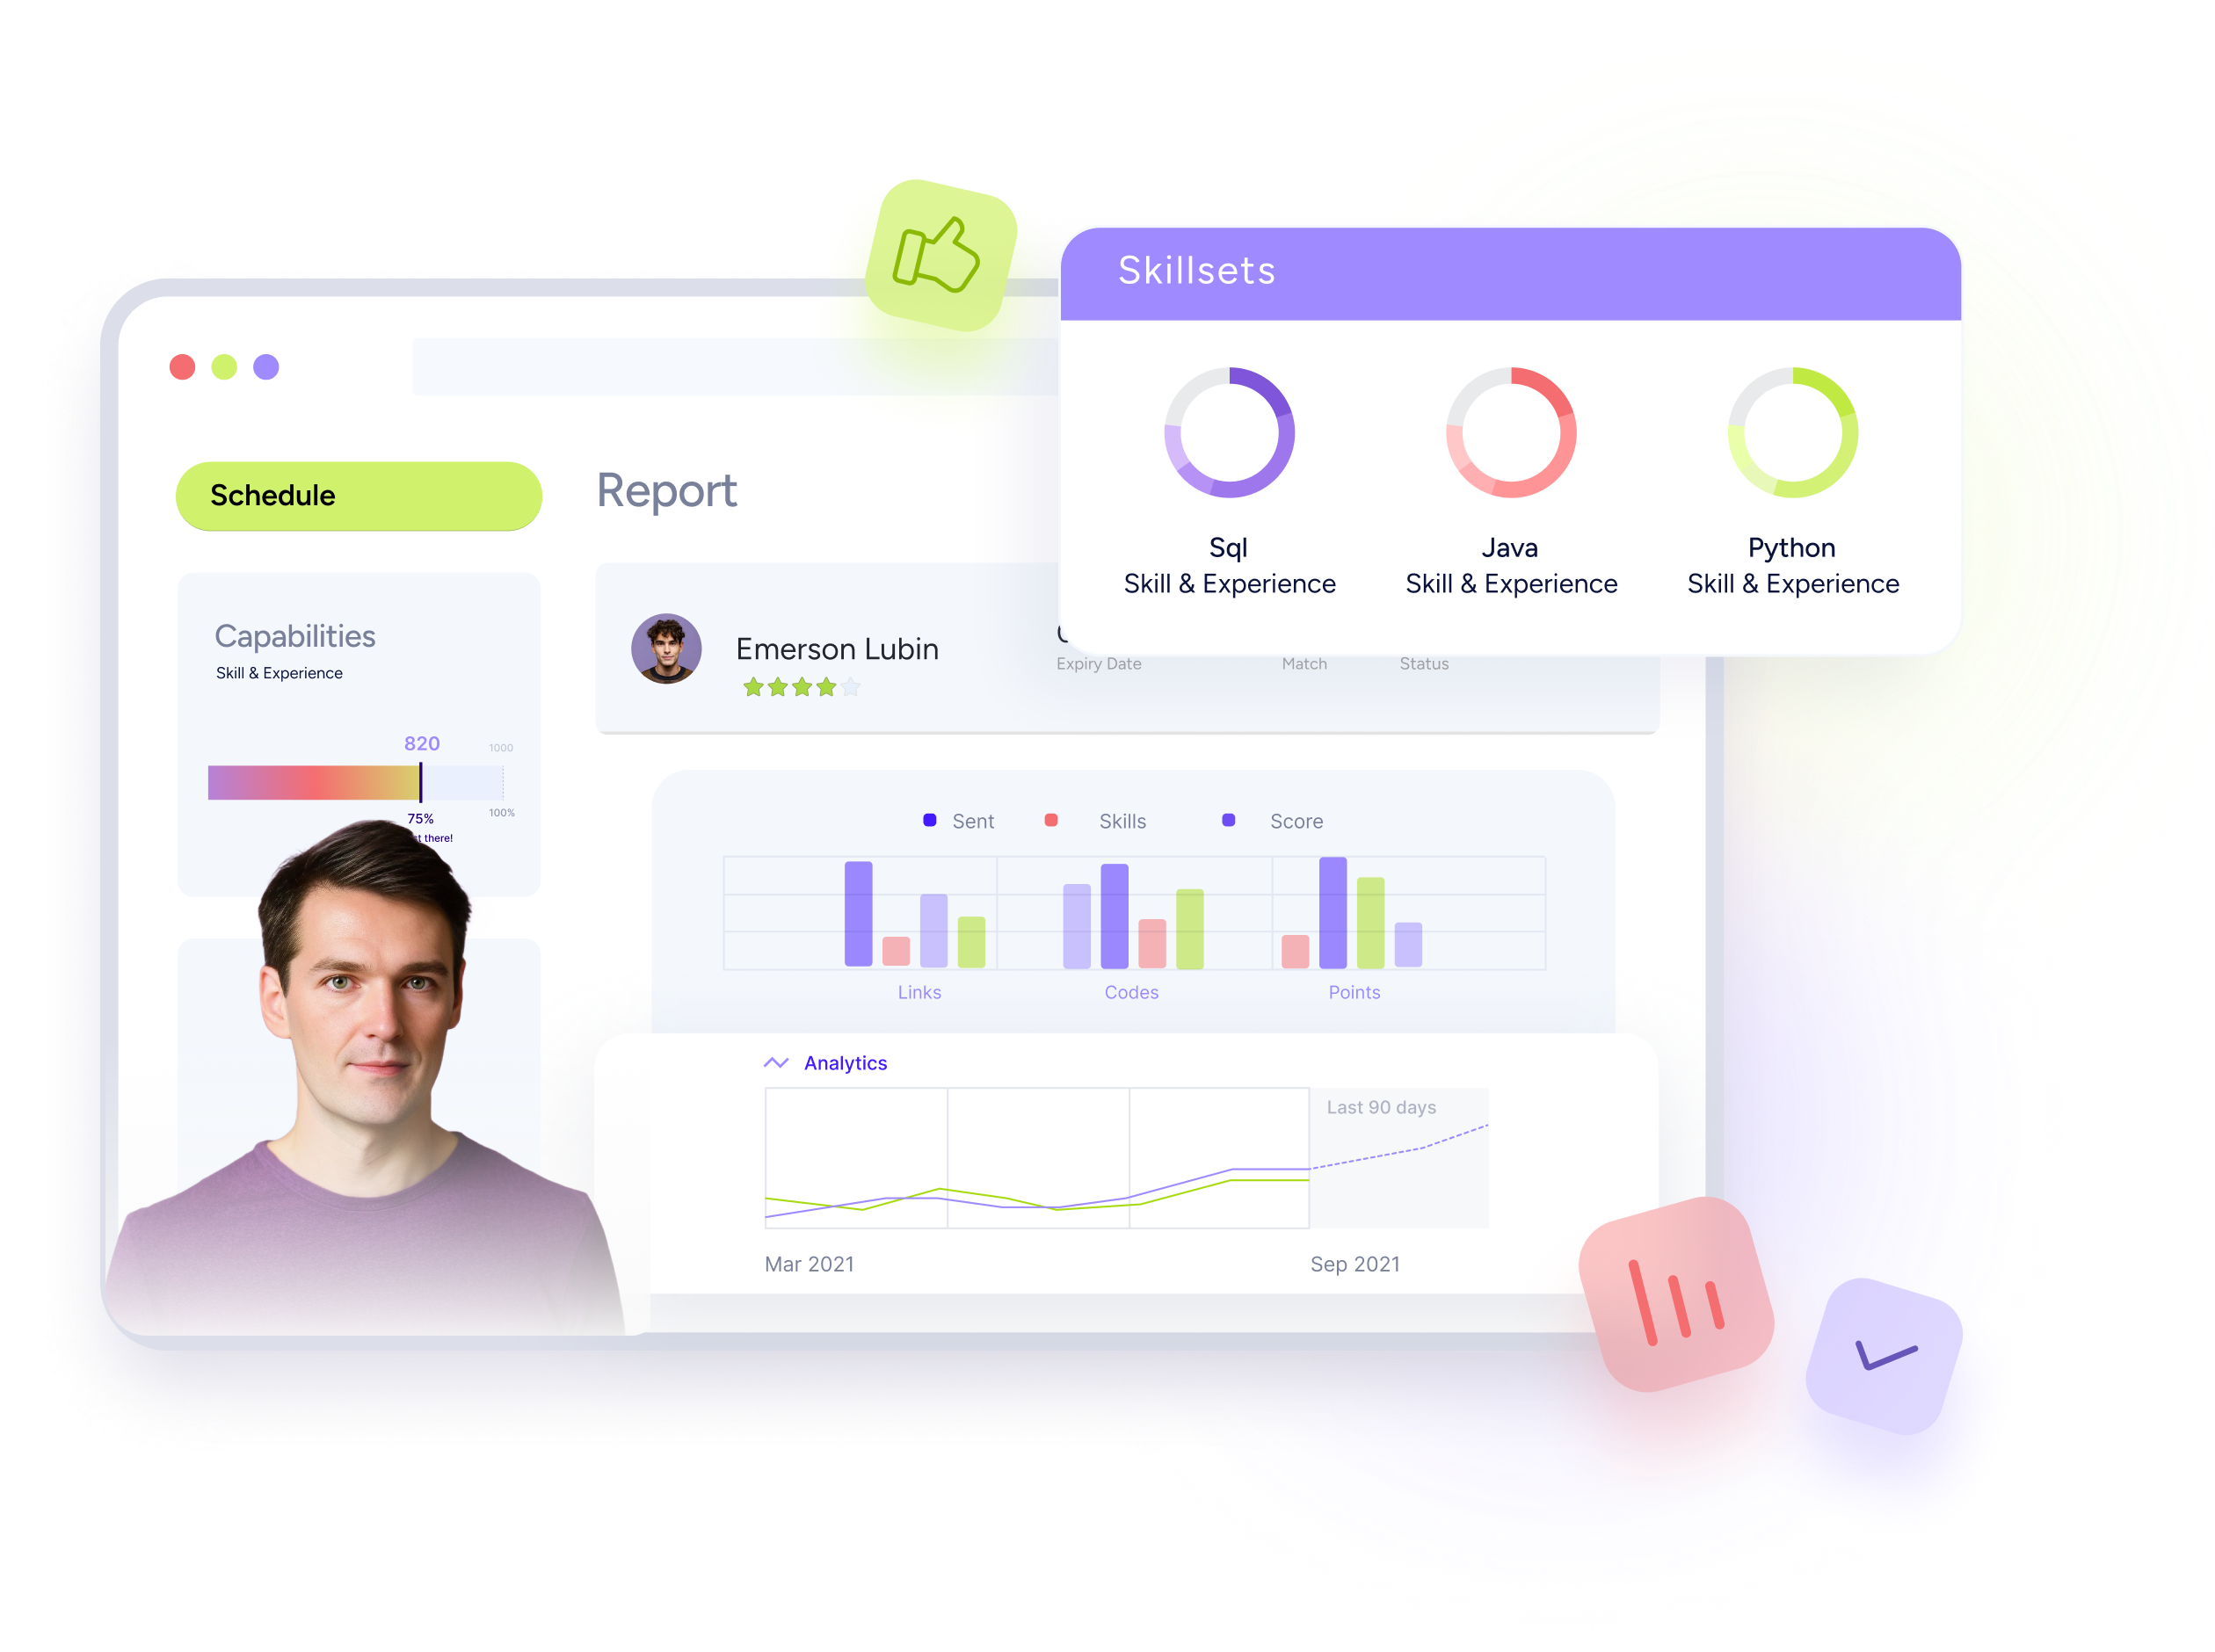 Skillsets
Sql
Skill & Experience
Java
Skill & Experience
Python
Skill & Experience
Schedule
Report
Capabilities
Skill & Experience
820
1000
75%
100%
there!
Emerson Lubin
Expiry Date
Match
Status
Sent
Skills
Score
Links
Codes
Points
Analytics
Last 90 days
Mar 2021
Sep 2021